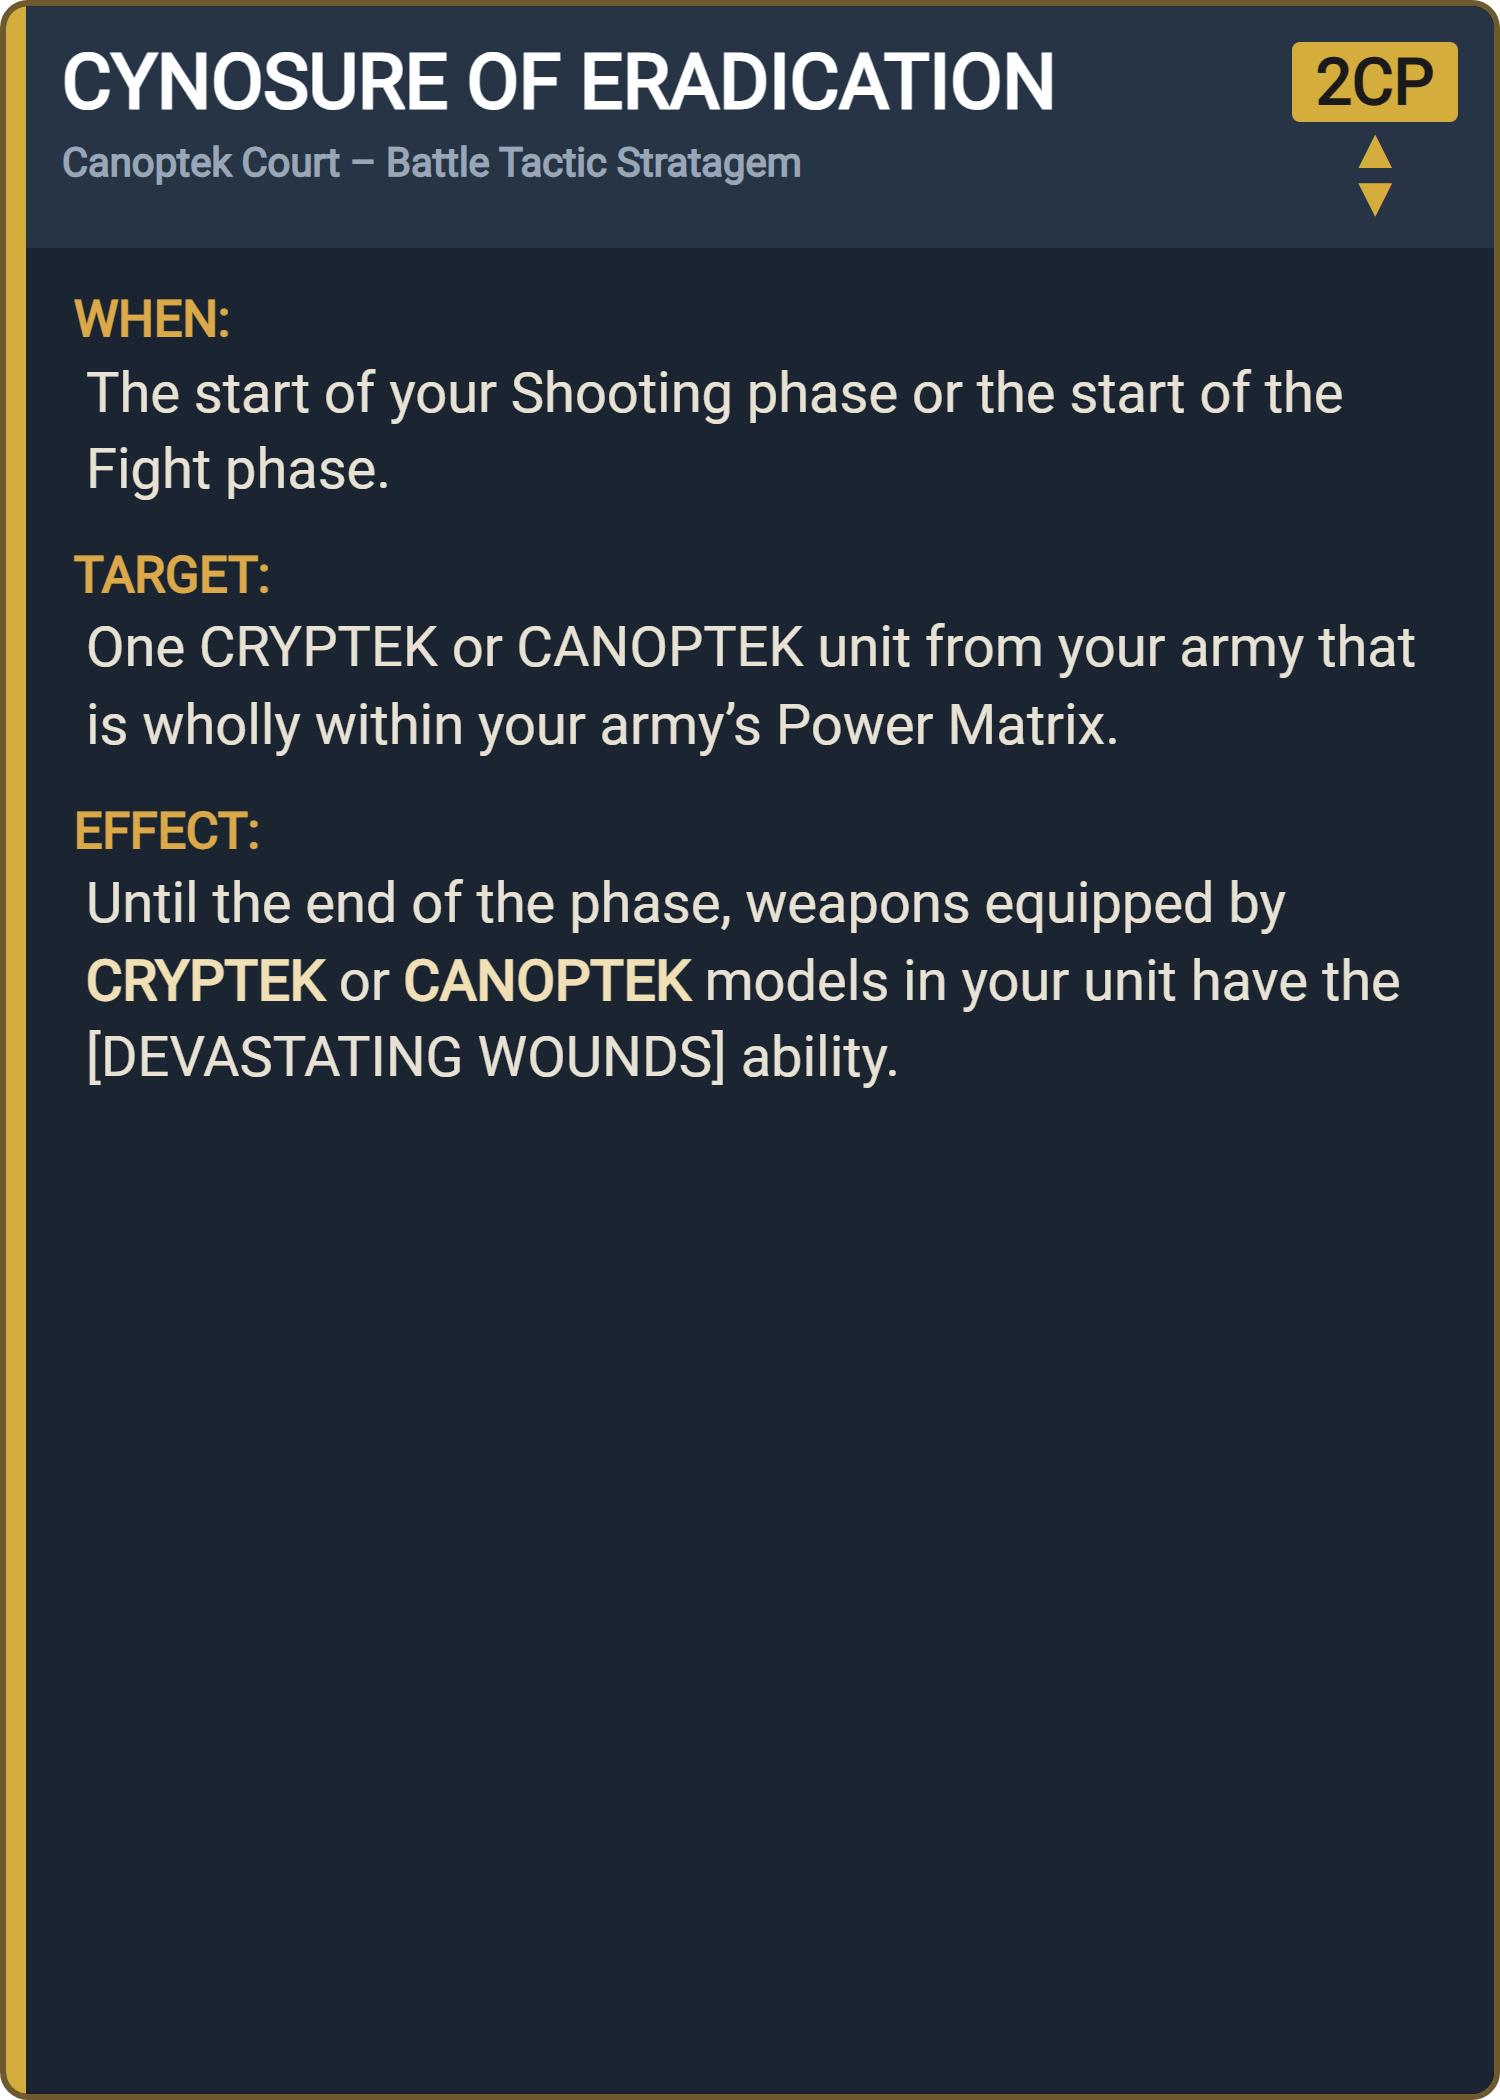 CYNOSURE OF ERADICATION
2CP
Canoptek Court – Battle Tactic Stratagem
WHEN:
The start of your Shooting phase or the start of the
Fight phase.
TARGET:
One CRYPTEK or CANOPTEK unit from your army that
is wholly within your army’s Power Matrix.
EFFECT:
Until the end of the phase, weapons equipped by
CRYPTEK or CANOPTEK models in your unit have the
[DEVASTATING WOUNDS] ability.